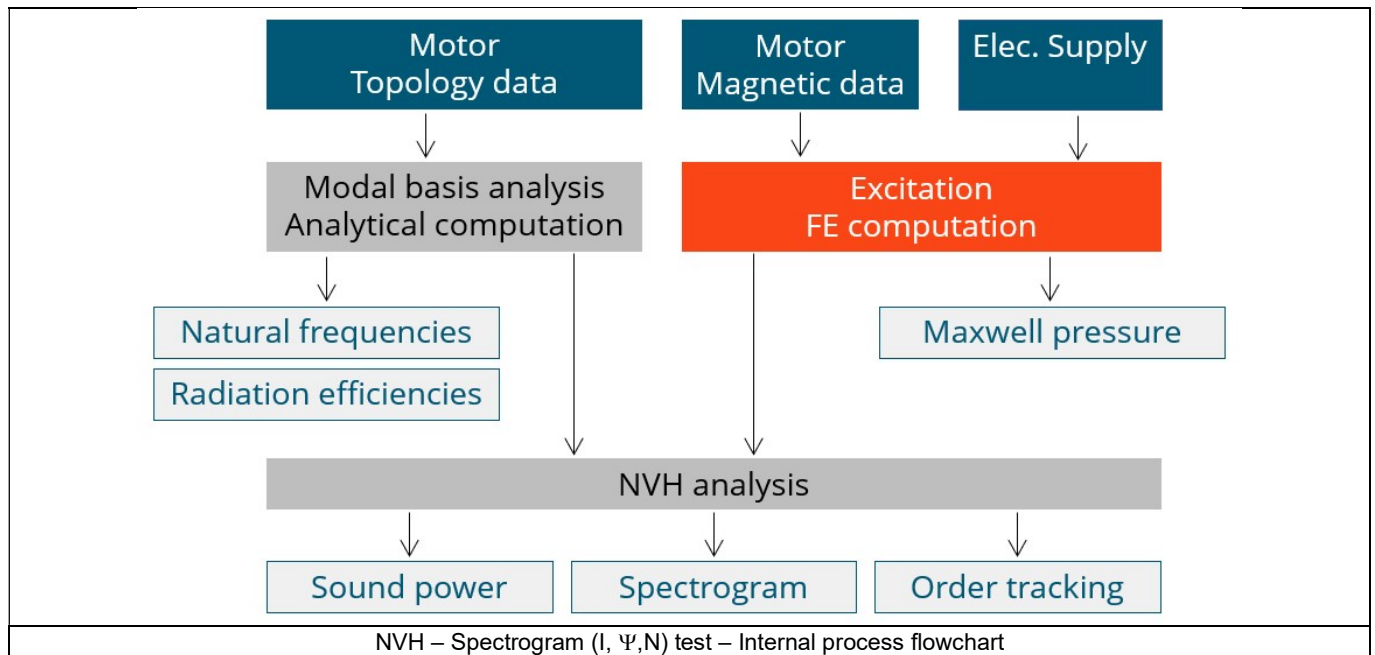 Motor
Topology data
Motor
Magnetic data
Elec. Supply
Modal basis analysis
Analytical computation
Excitation
FE computation
Natural frequencies
Radiation efficiencies
Maxwell pressure
NVH analysis
Sound power
Spectrogram
Order tracking
NVH – Spectrogram (I, Ψ,N) test – Internal process flowchart